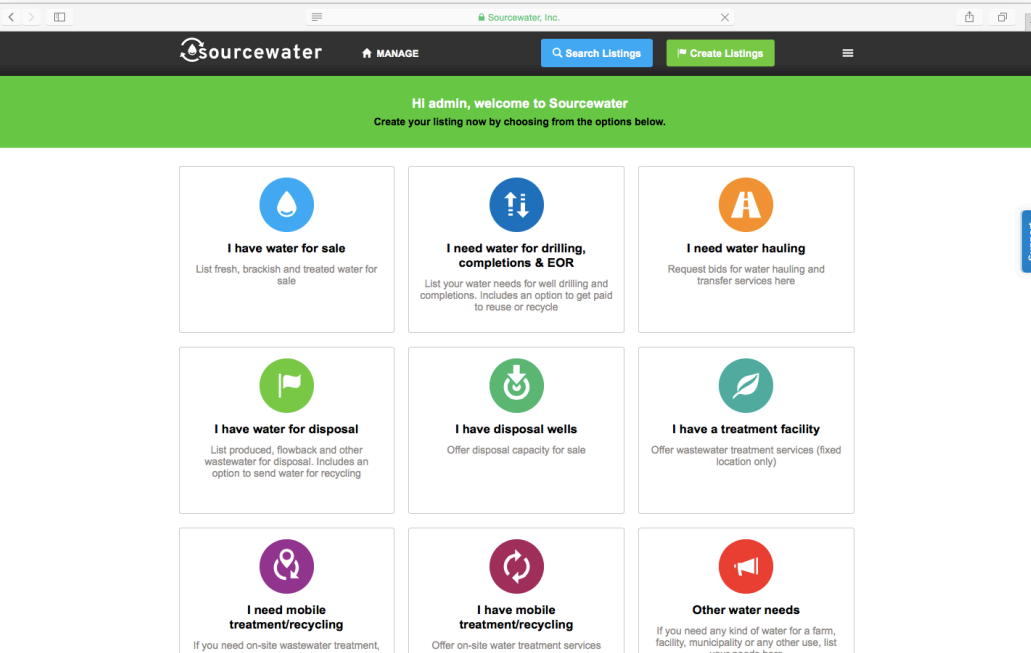 Sourcewater, Inc.
sourcewater
MANAGE
Search Listings
Create Listings
Hi admin, welcome to Sourcewater
Create your listing now by choosing from the options below.
I have water for sale
List fresh, brackish and treated water for
sale
I need water for drilling,
completions & EOR
List your water needs for well drilling and
completions. Includes an option to get paid
to reuse or recycle
I need water hauling
Request bids for water hauling and
transfer services here
I have water for disposal
List produced, flowback and other
wastewater for disposal. Includes an
option to send water for recycling
I have disposal wells
Offer disposal capacity for sale
I have a treatment facility
Offer wastewater treatment services (fixed
location only)
I need mobile
treatment/recycling
If you need on-site wastewater treatment,
I have mobile
treatment/recycling
Offer on-site water treatment services
Other water needs
If you need any kind of water for a farm,
facility, municipality or any other use, list
your needs here